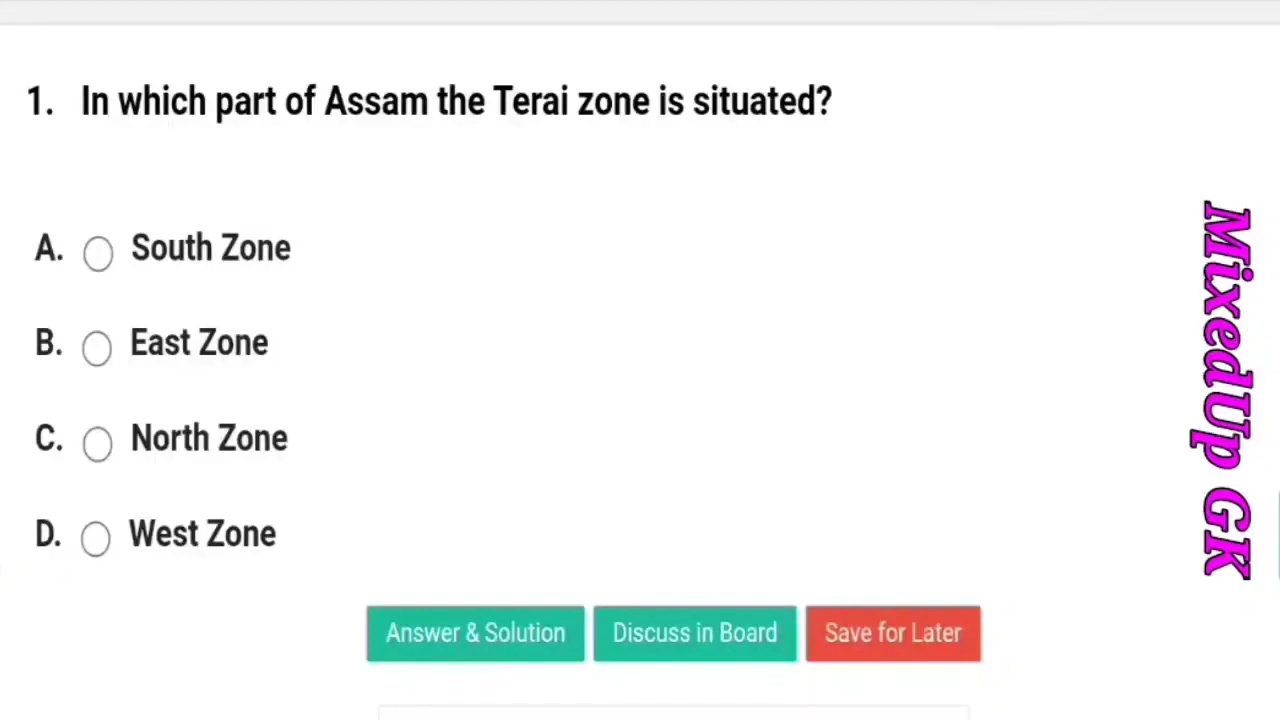 1. In which part of Assam the Terai zone is situated?
A. South Zone
B. East Zone
C. North Zone
D. West Zone
Answer & Solution
Discuss in Board
Save for Later
MixedUp GK